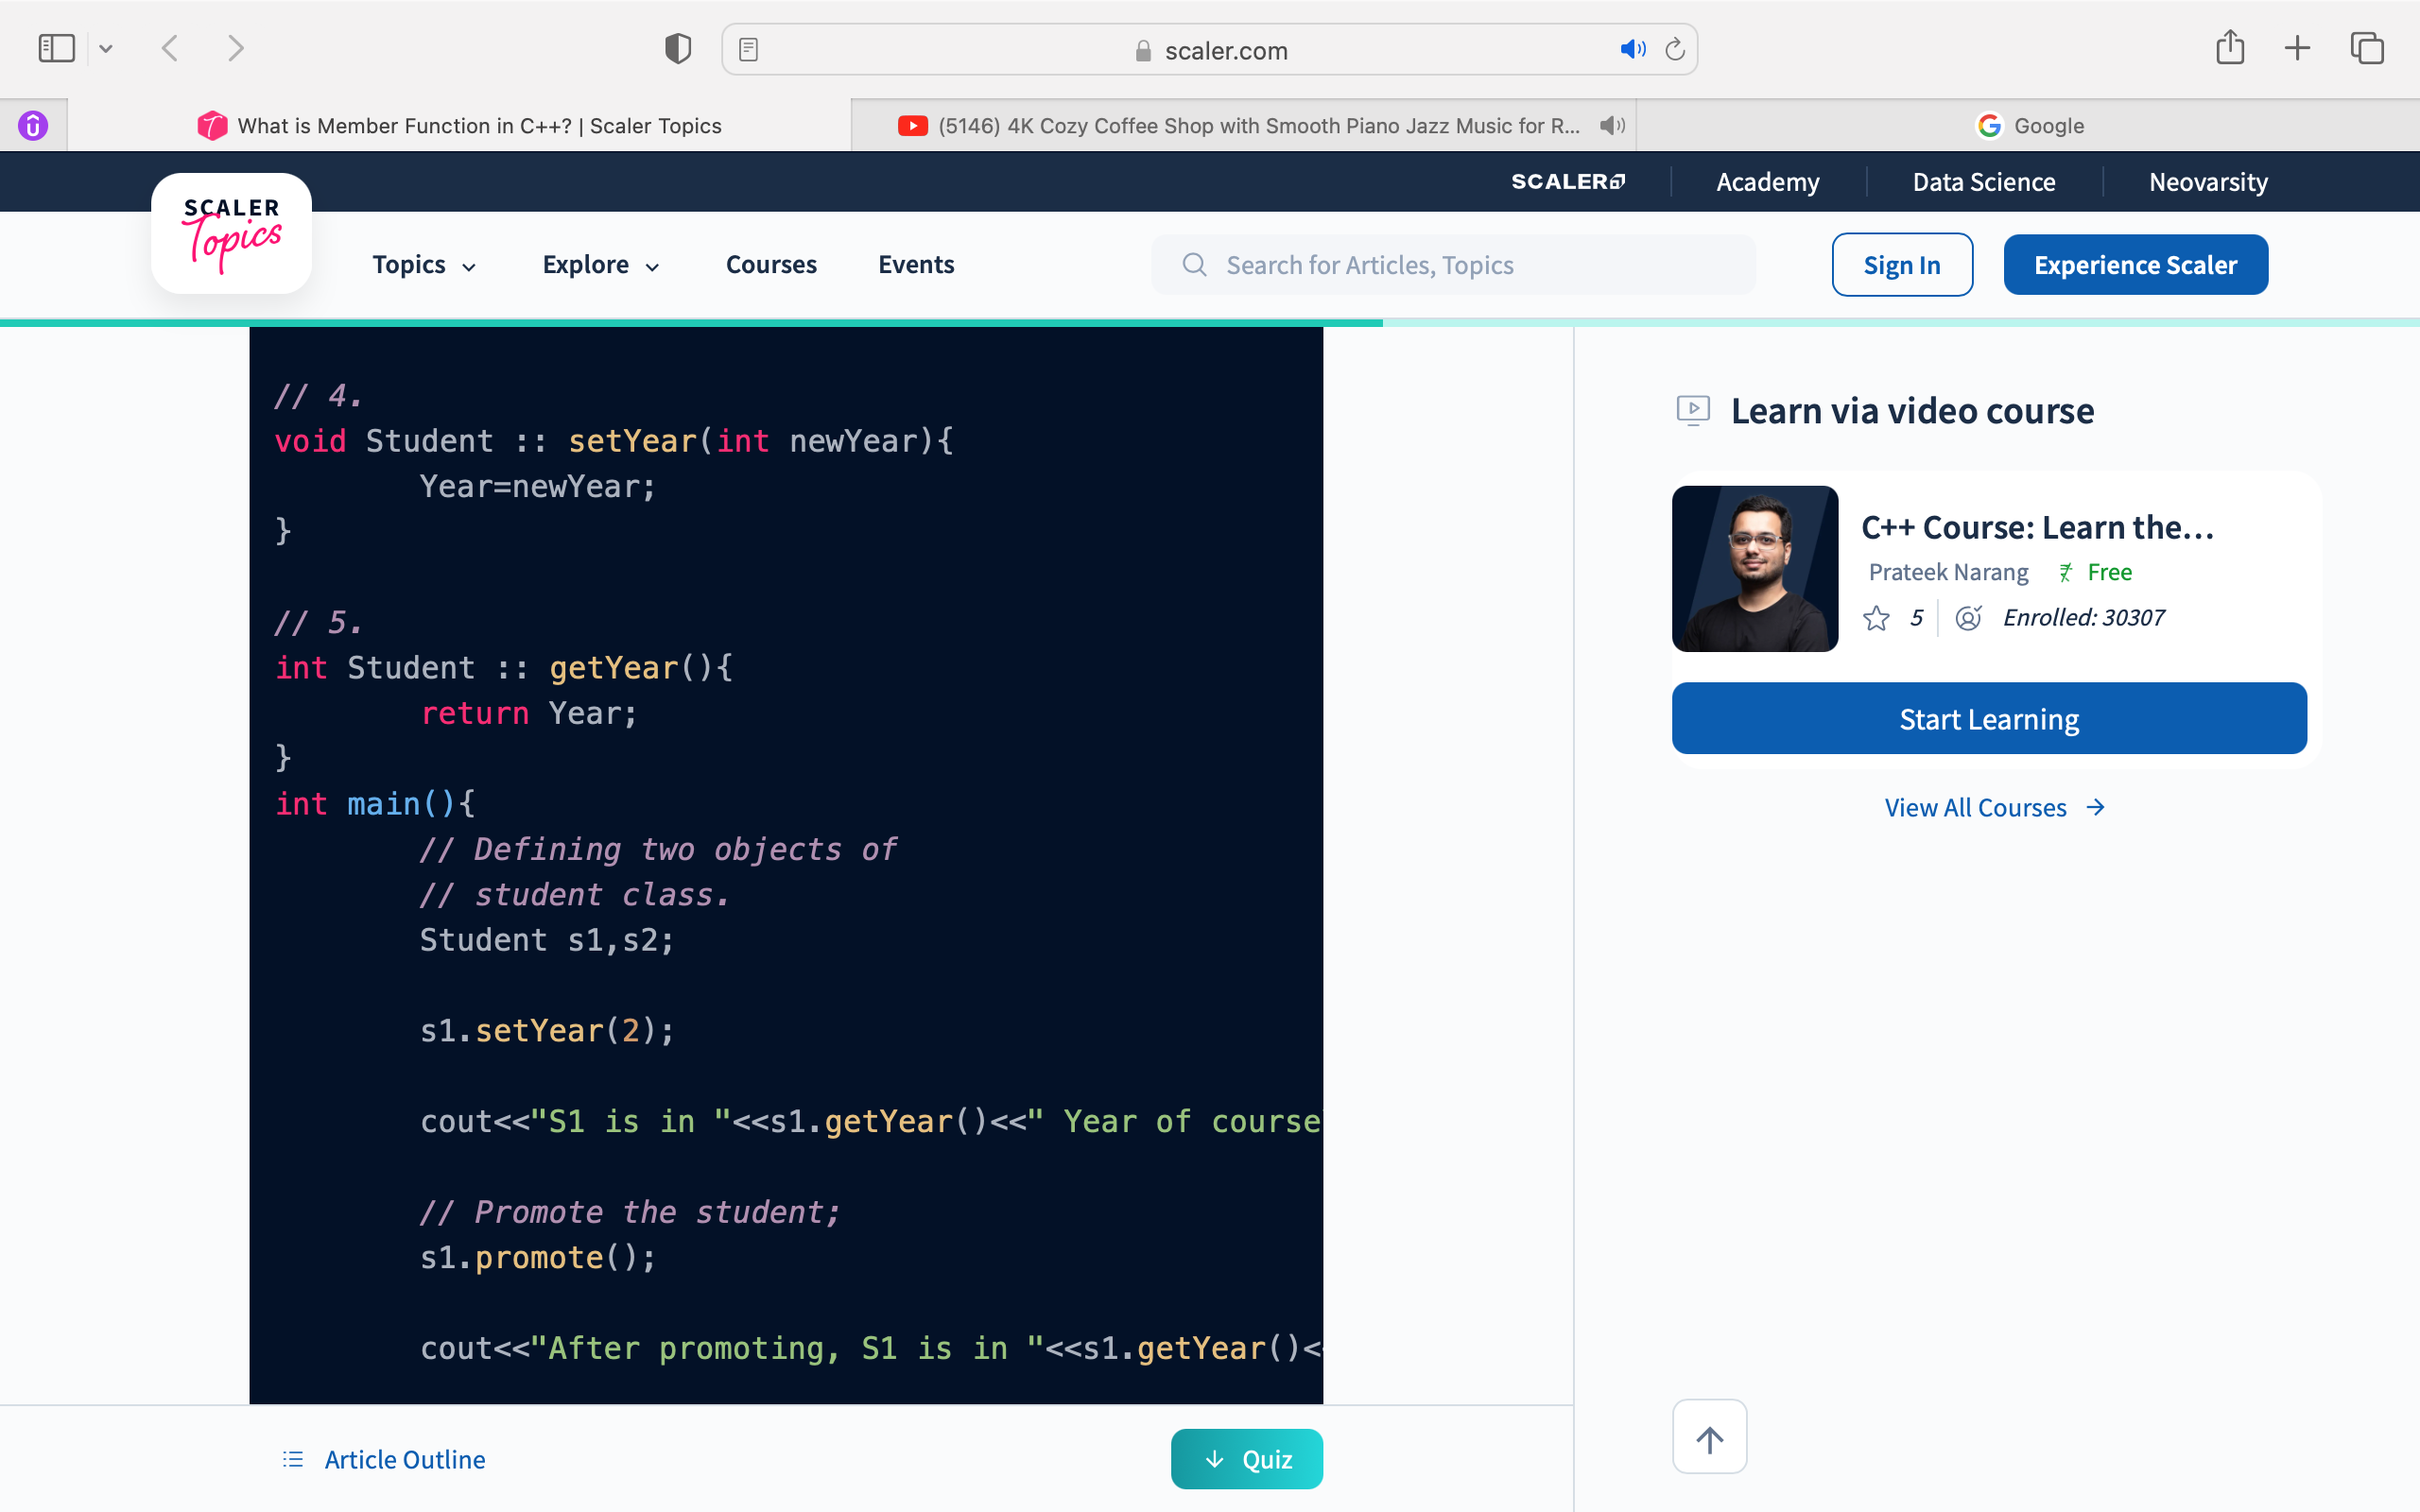 scaler.com
What is Member Function in C++? | Scaler Topics
(5146) 4K Cozy Coffee Shop with Smooth Piano Jazz Music for R...
Google
SCALER
Academy
Data Science
Neovarsity
SCALER
Topics
Topics
Explore
Courses
Events
Search for Articles, Topics
Sign In
Experience Scaler
// 4.
void Student :: setYear(int newYear){
Year=newYear;
}
// 5.
int Student :: getYear(){
return Year;
}
int main(){
// Defining two objects of
// student class.
Student s1,s2;
s1.setYear(2);
cout<<"S1 is in "<<s1.getYear()<<" Year of course
// Promote the student;
s1.promote();
cout<<"After promoting, S1 is in "<<s1.getYear()<
Learn via video course
C++ Course: Learn the...
Prateek Narang
Free
5
Enrolled: 30307
Start Learning
View All Courses
Article Outline
Quiz